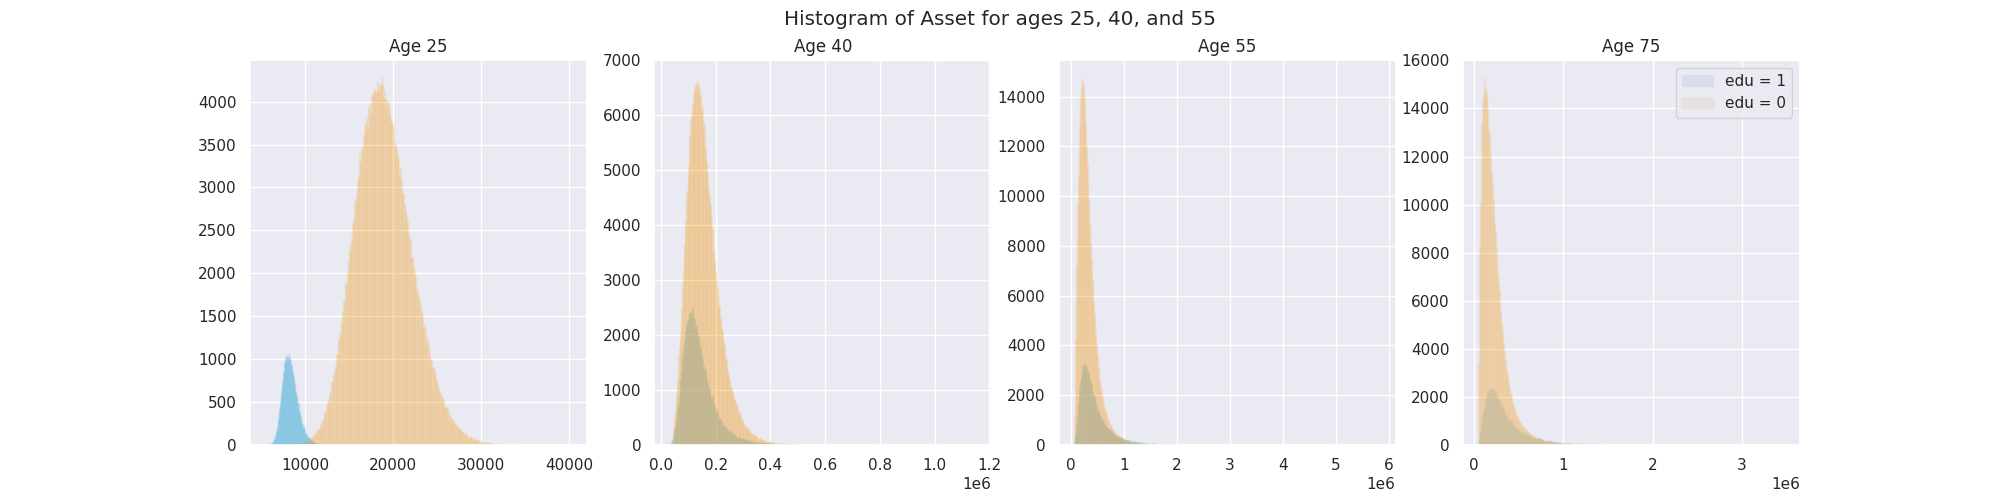 Histogram of Asset for ages 25, 40, and 55
Age 25
4000
3500
3000
2500
2000
1500
1000
500
0
10000 20000 30000 40000
Age 40
7000
6000
5000
4000
3000
2000
1000
0
0.0 0.2 0.4 0.6 0.8 1.0 1.2
1e6
Age 55
14000
12000
10000
8000
6000
4000
2000
0
0 1 2 3 4 5 6
1e6
Age 75
16000
14000
12000
10000
8000
6000
4000
2000
0
0 1 2 3
1e6
edu = 1
edu = 0